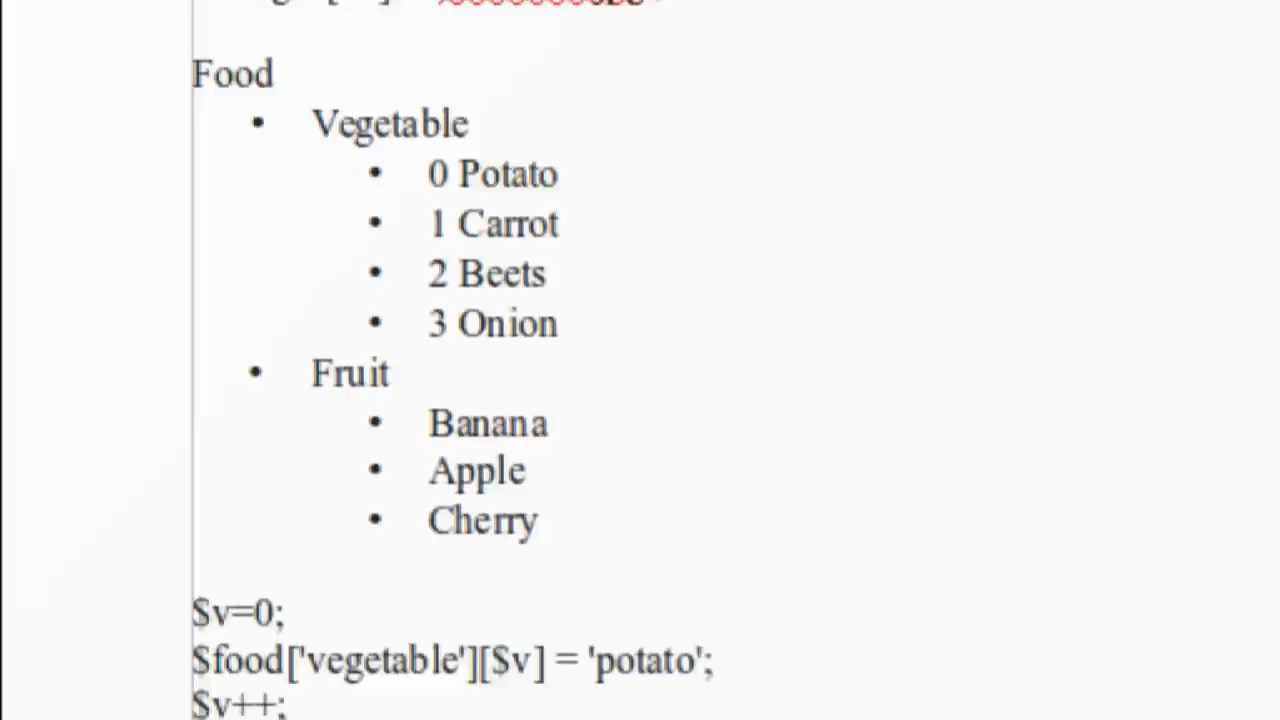 Food
• Vegetable
• 0 Potato
• 1 Carrot
• 2 Beets
• 3 Onion
• Fruit
• Banana
• Apple
• Cherry
$v=0;
$food['vegetable'][$v] = 'potato';
$v++;